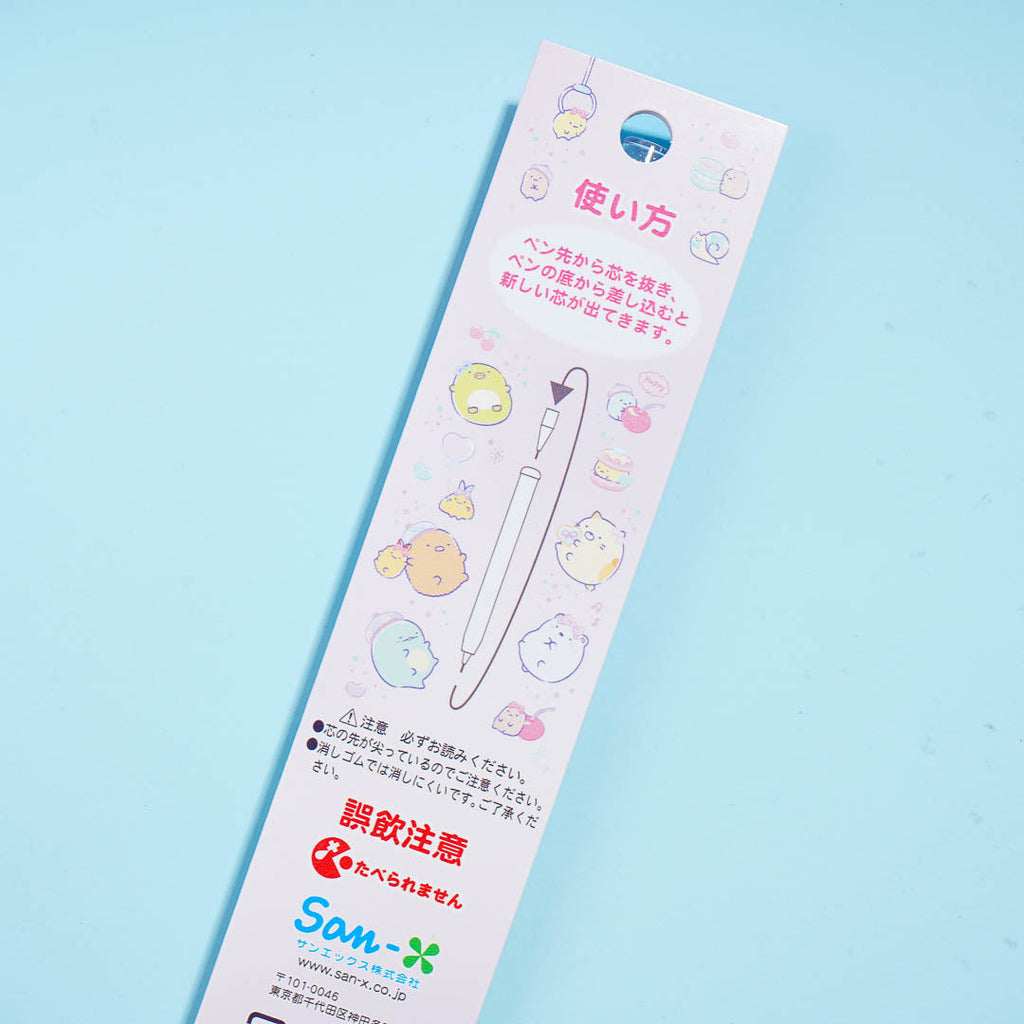 使い方
ペン先から芯を抜き、
ペンの底から差し込むと
新しい芯が出てきます。
Happy
注意 必ずお読みください。
●芯の先が尖っているのでご注意ください。
●消しゴムでは消しにくいです。ご了承くだ
さい。
誤飲注意
たべられません
San-X
サンエックス株式会社
www.san-x.co.jp
〒101-0046
東京都千代田区神田多